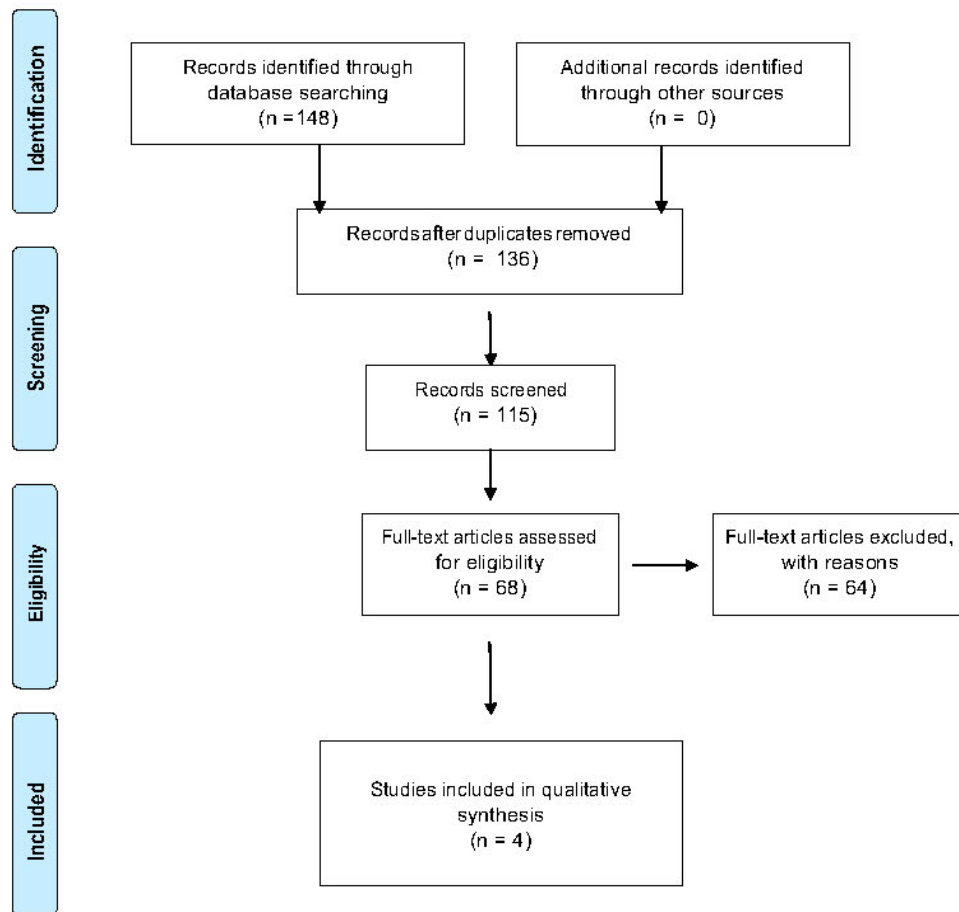 Identification
Records identified through
database searching
(n =148)
Additional records identified
through other sources
(n = 0)
Records after duplicates removed
(n = 136)
Screening
Records screened
(n = 115)
Eligibility
Full-text articles assessed
for eligibility
(n = 68)
Full-text articles excluded,
with reasons
(n = 64)
Included
Studies included in qualitative
synthesis
(n = 4)